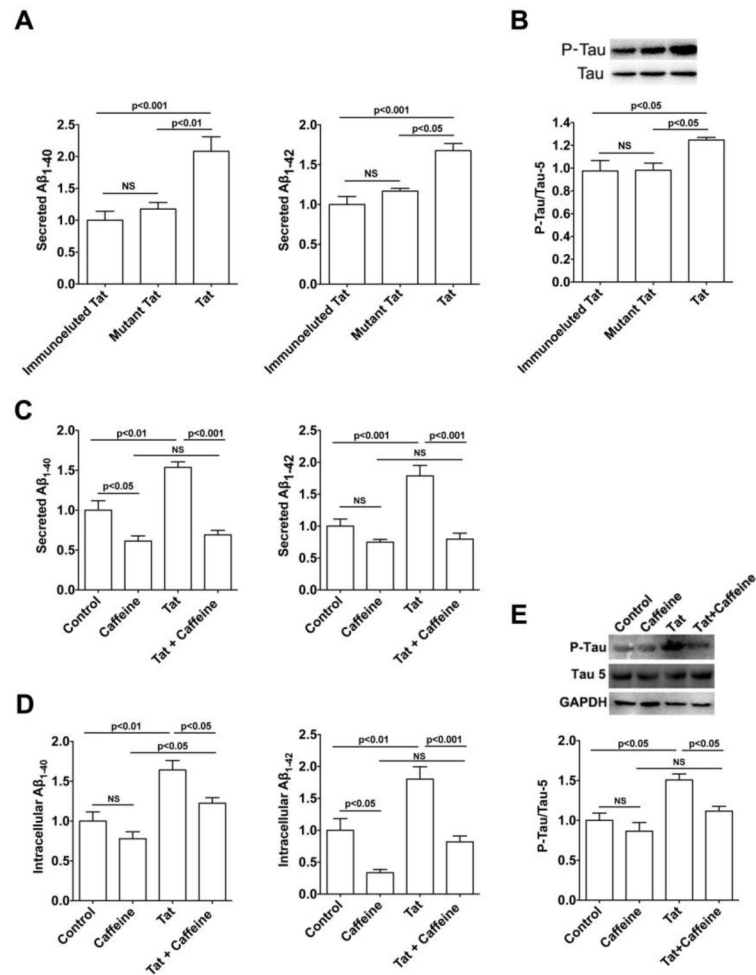 A
p<0.001
p<0.01
NS
2.5
2.0
1.5
1.0
0.5
0.0
Secreted Aβ1-40
Immunoeluted Tat
Mutant Tat
Tat
p<0.001
p<0.05
NS
2.5
2.0
1.5
1.0
0.5
0.0
Secreted Aβ1-42
Immunoeluted Tat
Mutant Tat
Tat
B
P-Tau
Tau
p<0.05
p<0.05
NS
1.4
1.2
1.0
0.8
0.6
0.4
0.2
0.0
P-Tau/Tau-5
Immunoeluted Tat
Mutant Tat
Tat
C
p<0.01 p<0.001
NS
p<0.05
2.0
1.5
1.0
0.5
0.0
Secreted Aβ1-40
Control
Caffeine
Tat
Tat + Caffeine
p<0.001 p<0.001
NS
NS
2.5
2.0
1.5
1.0
0.5
0.0
Secreted Aβ1-42
Control
Caffeine
Tat
Tat + Caffeine
D
p<0.01 p<0.05
p<0.05
NS
2.0
1.5
1.0
0.5
0.0
Intracellular Aβ1-40
Control
Caffeine
Tat
Tat + Caffeine
p<0.01 p<0.001
NS
p<0.05
2.5
2.0
1.5
1.0
0.5
0.0
Intracellular Aβ1-42
Control
Caffeine
Tat
Tat + Caffeine
E
Control
Caffeine
Tat
Tat+Caffeine
P-Tau
Tau 5
GAPDH
p<0.05 p<0.05
NS
NS
2.0
1.5
1.0
0.5
0.0
P-Tau/Tau-5
Control
Caffeine
Tat
Tat+Caffeine